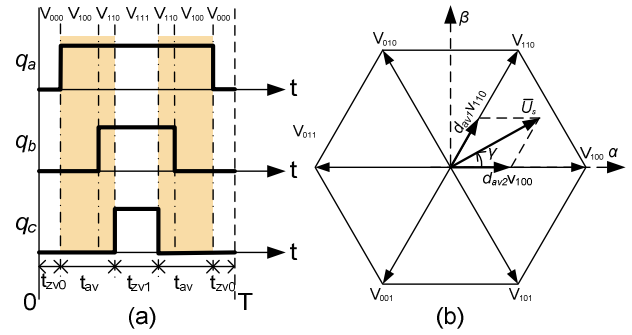 V000 V100 V110 V111 V110 V100 V000
qa t
qb t
qc t
tzv0 tav tzv1 tav tzv0
0 T
(a)
β
V010 V110
dav1v110 Ūs
V011 γ V100 α
dav2v100
V001 V101
(b)